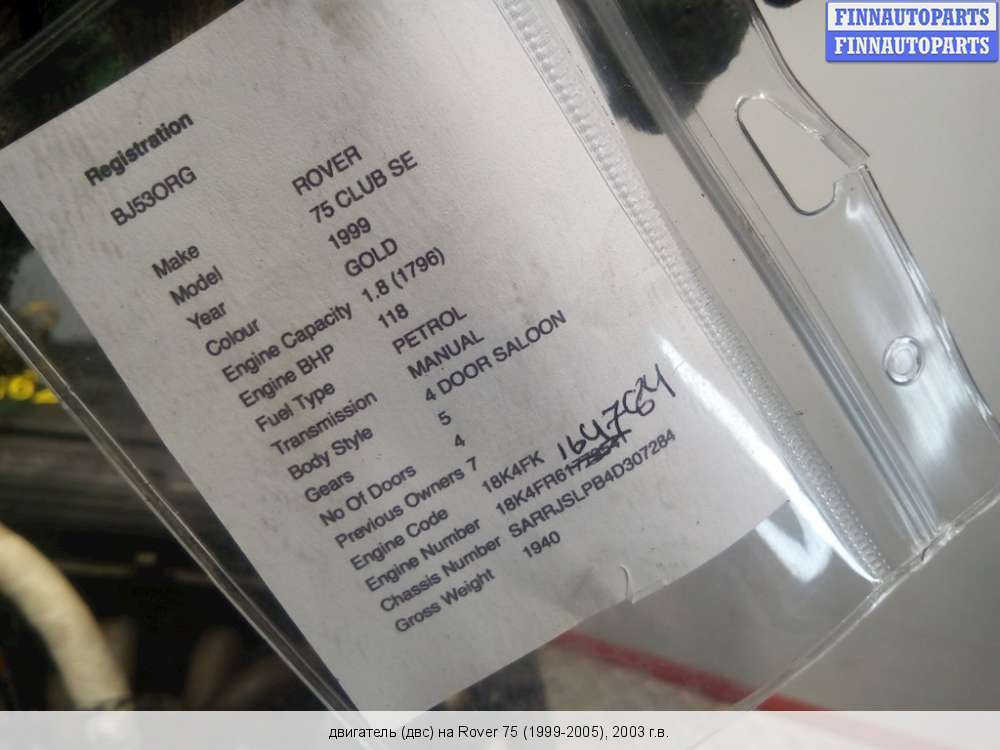 FINNAUTOPARTS
FINNAUTOPARTS
Registration
BJ53ORG
Make ROVER
Model 75 CLUB SE
Year 1999
Colour GOLD
Engine Capacity 1.8 (1796)
Engine BHP 118
Fuel Type PETROL
Transmission MANUAL
Body Style 4 DOOR SALOON
Gears 5
No Of Doors 4
Previous Owners 7
Engine Code 18K4FK
Engine Number 18K4FR61
Chassis Number SARRJSLPB4D307284
Gross Weight 1940
двигатель (двс) на Rover 75 (1999-2005), 2003 г.в.